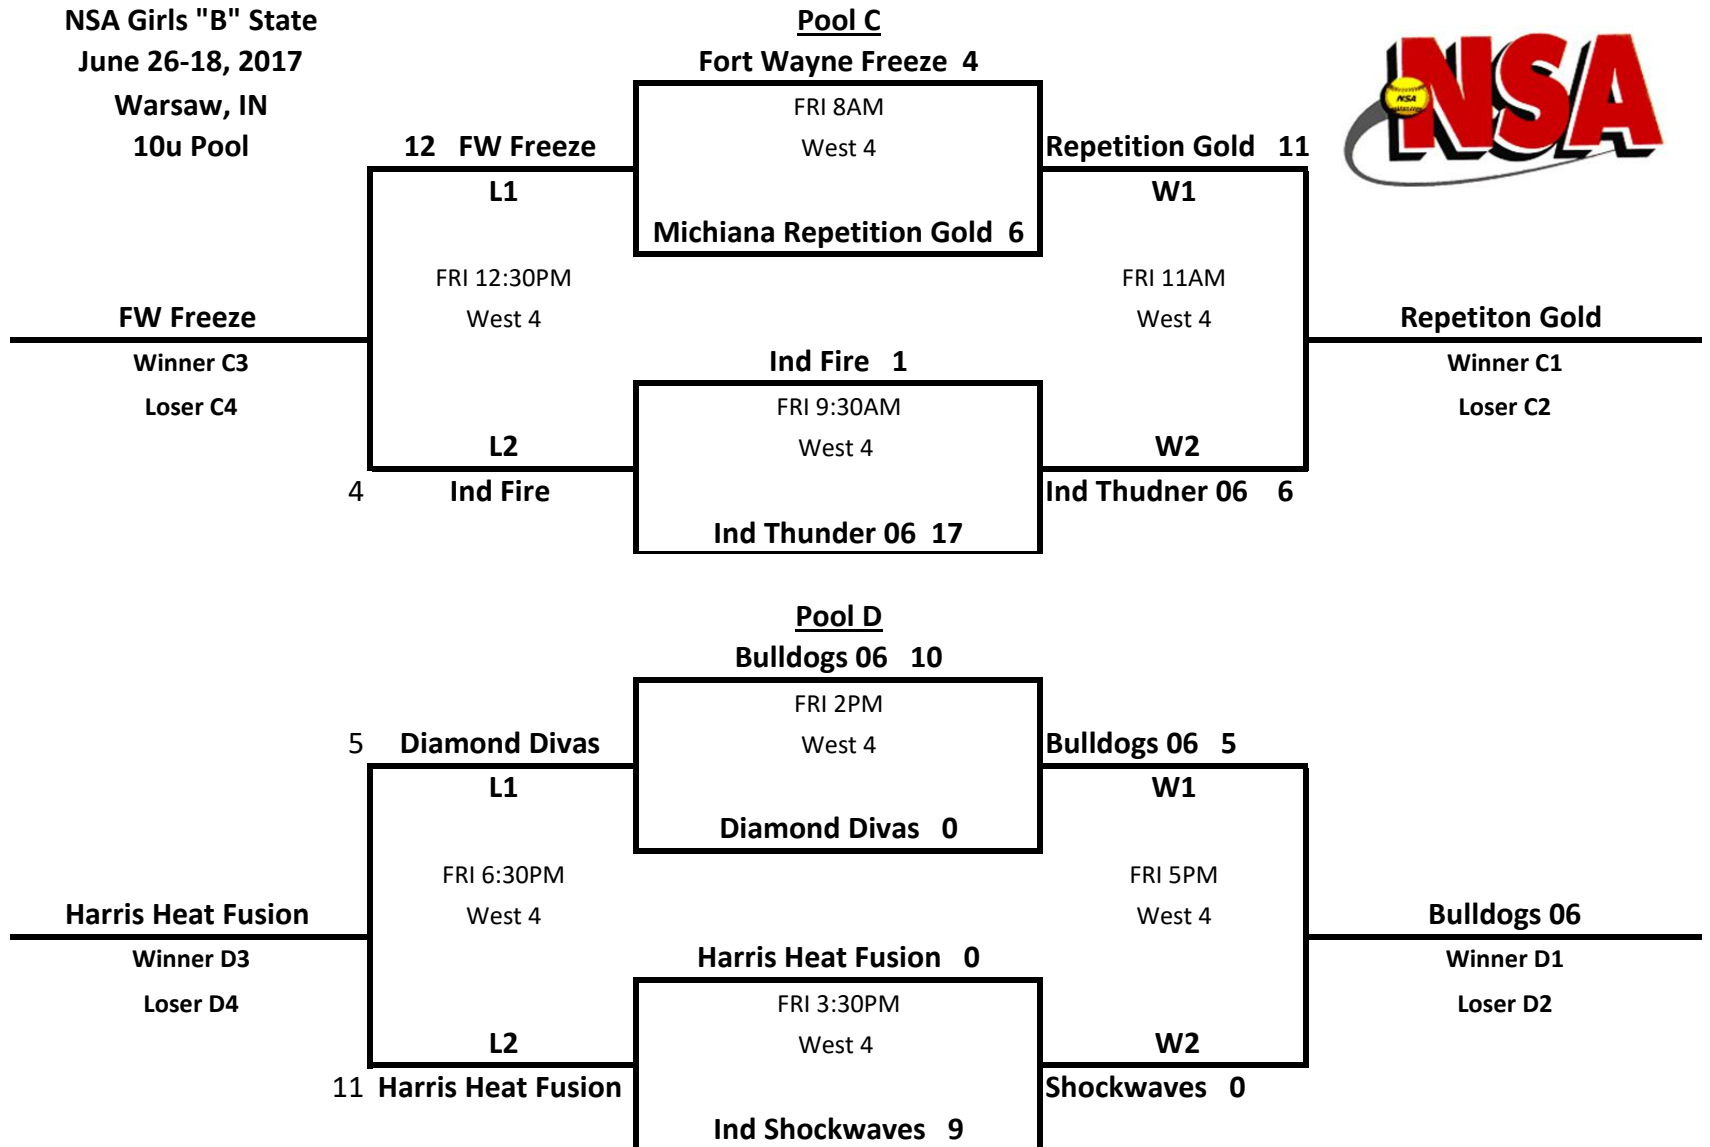 NSA Girls "B" State
June 26-18, 2017
Warsaw, IN
10u Pool
NSA
NSA
Pool C
Fort Wayne Freeze 4
FRI 8AM
West 4
12 FW Freeze
Repetition Gold 11
L1
W1
Michiana Repetition Gold 6
FRI 12:30PM
FRI 11AM
West 4
West 4
FW Freeze
Repetiton Gold
Winner C3
Winner C1
Loser C4
Loser C2
Ind Fire 1
FRI 9:30AM
West 4
L2
W2
4 Ind Fire
Ind Thudner 06 6
Ind Thunder 06 17
Pool D
Bulldogs 06 10
FRI 2PM
West 4
5 Diamond Divas
Bulldogs 06 5
L1
W1
Diamond Divas 0
FRI 6:30PM
FRI 5PM
West 4
West 4
Harris Heat Fusion
Bulldogs 06
Winner D3
Winner D1
Loser D4
Loser D2
Harris Heat Fusion 0
FRI 3:30PM
West 4
L2
W2
11 Harris Heat Fusion
Shockwaves 0
Ind Shockwaves 9